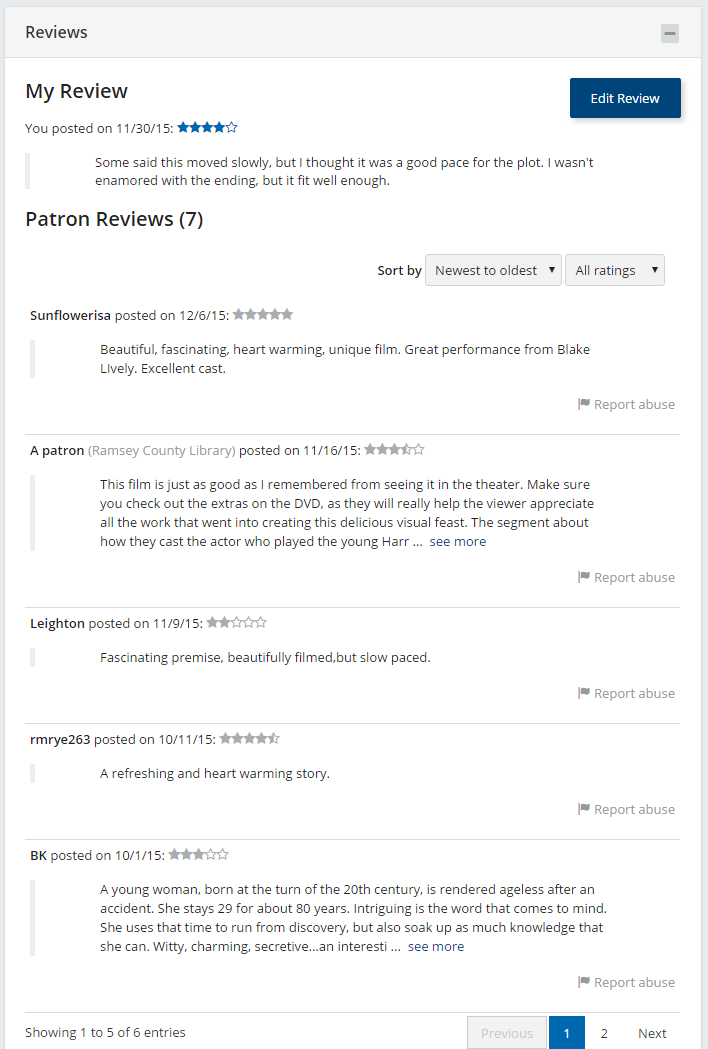 Reviews
My Review
Edit Review
You posted on 11/30/15:
Some said this moved slowly, but I thought it was a good pace for the plot. I wasn't
enamored with the ending, but it fit well enough.
Patron Reviews (7)
Sort by Newest to oldest All ratings
Sunflowerisa posted on 12/6/15:
Beautiful, fascinating, heart warming, unique film. Great performance from Blake
LIvely. Excellent cast.
Report abuse
A patron (Ramsey County Library) posted on 11/16/15:
This film is just as good as I remembered from seeing it in the theater. Make sure
you check out the extras on the DVD, as they will really help the viewer appreciate
all the work that went into creating this delicious visual feast. The segment about
how they cast the actor who played the young Harr ... see more
Report abuse
Leighton posted on 11/9/15:
Fascinating premise, beautifully filmed,but slow paced.
Report abuse
rmrye263 posted on 10/11/15:
A refreshing and heart warming story.
Report abuse
BK posted on 10/1/15:
A young woman, born at the turn of the 20th century, is rendered ageless after an
accident. She stays 29 for about 80 years. Intriguing is the word that comes to mind.
She uses that time to run from discovery, but also soak up as much knowledge that
she can. Witty, charming, secretive...an interesti ... see more
Report abuse
Showing 1 to 5 of 6 entries Previous 1 2 Next